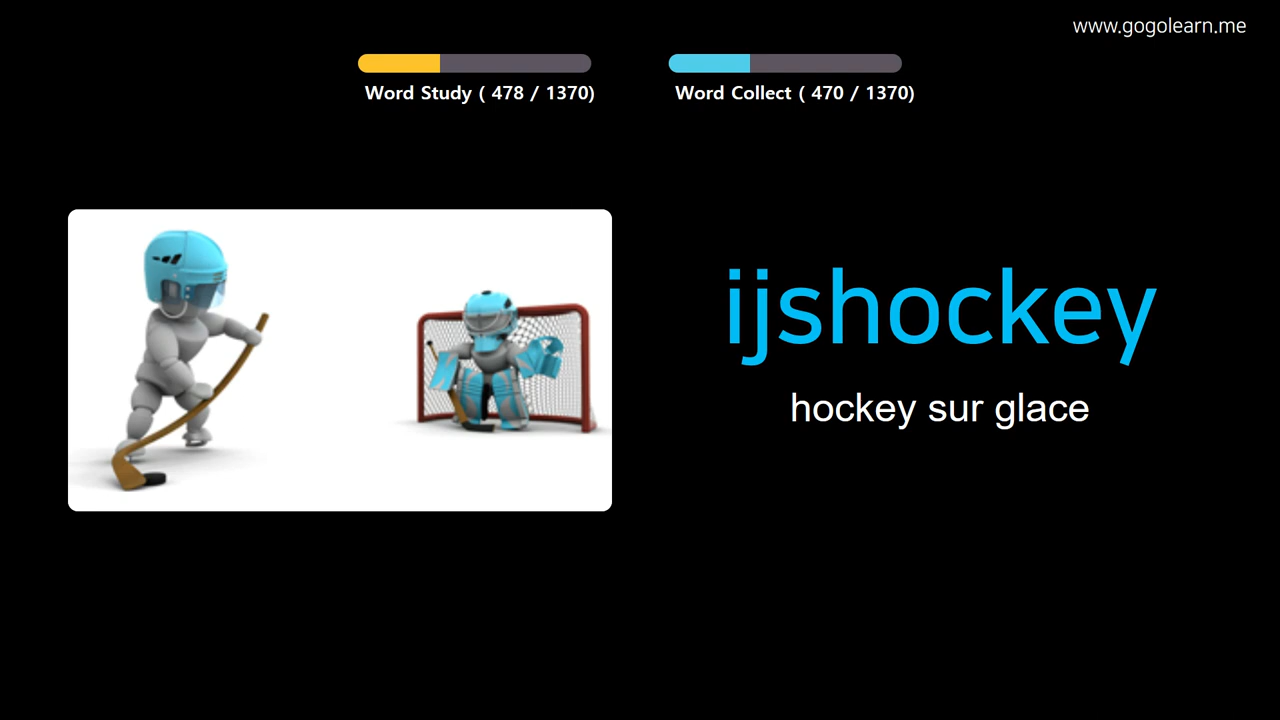 www.gogolearn.me
Word Study ( 478 / 1370)
Word Collect ( 470 / 1370)
ijshockey
hockey sur glace